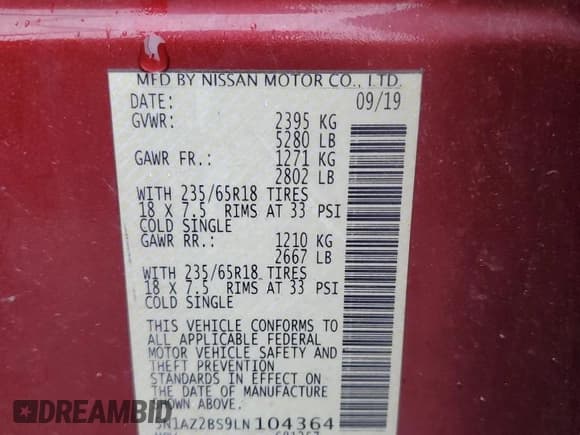 MFD BY NISSAN MOTOR CO., LTD.
DATE: 09/19
GVWR: 2395 KG
5280 LB
GAWR FR.: 1271 KG
2802 LB
WITH 235/65R18 TIRES
18 X 7.5 RIMS AT 33 PSI
COLD SINGLE
GAWR RR.: 1210 KG
2667 LB
WITH 235/65R18 TIRES
18 X 7.5 RIMS AT 33 PSI
COLD SINGLE
THIS VEHICLE CONFORMS TO
ALL APPLICABLE FEDERAL
MOTOR VEHICLE SAFETY AND
THEFT PREVENTION
STANDARDS IN EFFECT ON
THE DATE OF MANUFACTURE
SHOWN ABOVE.
5N1AZ2BS9LN104364
DREAMBID